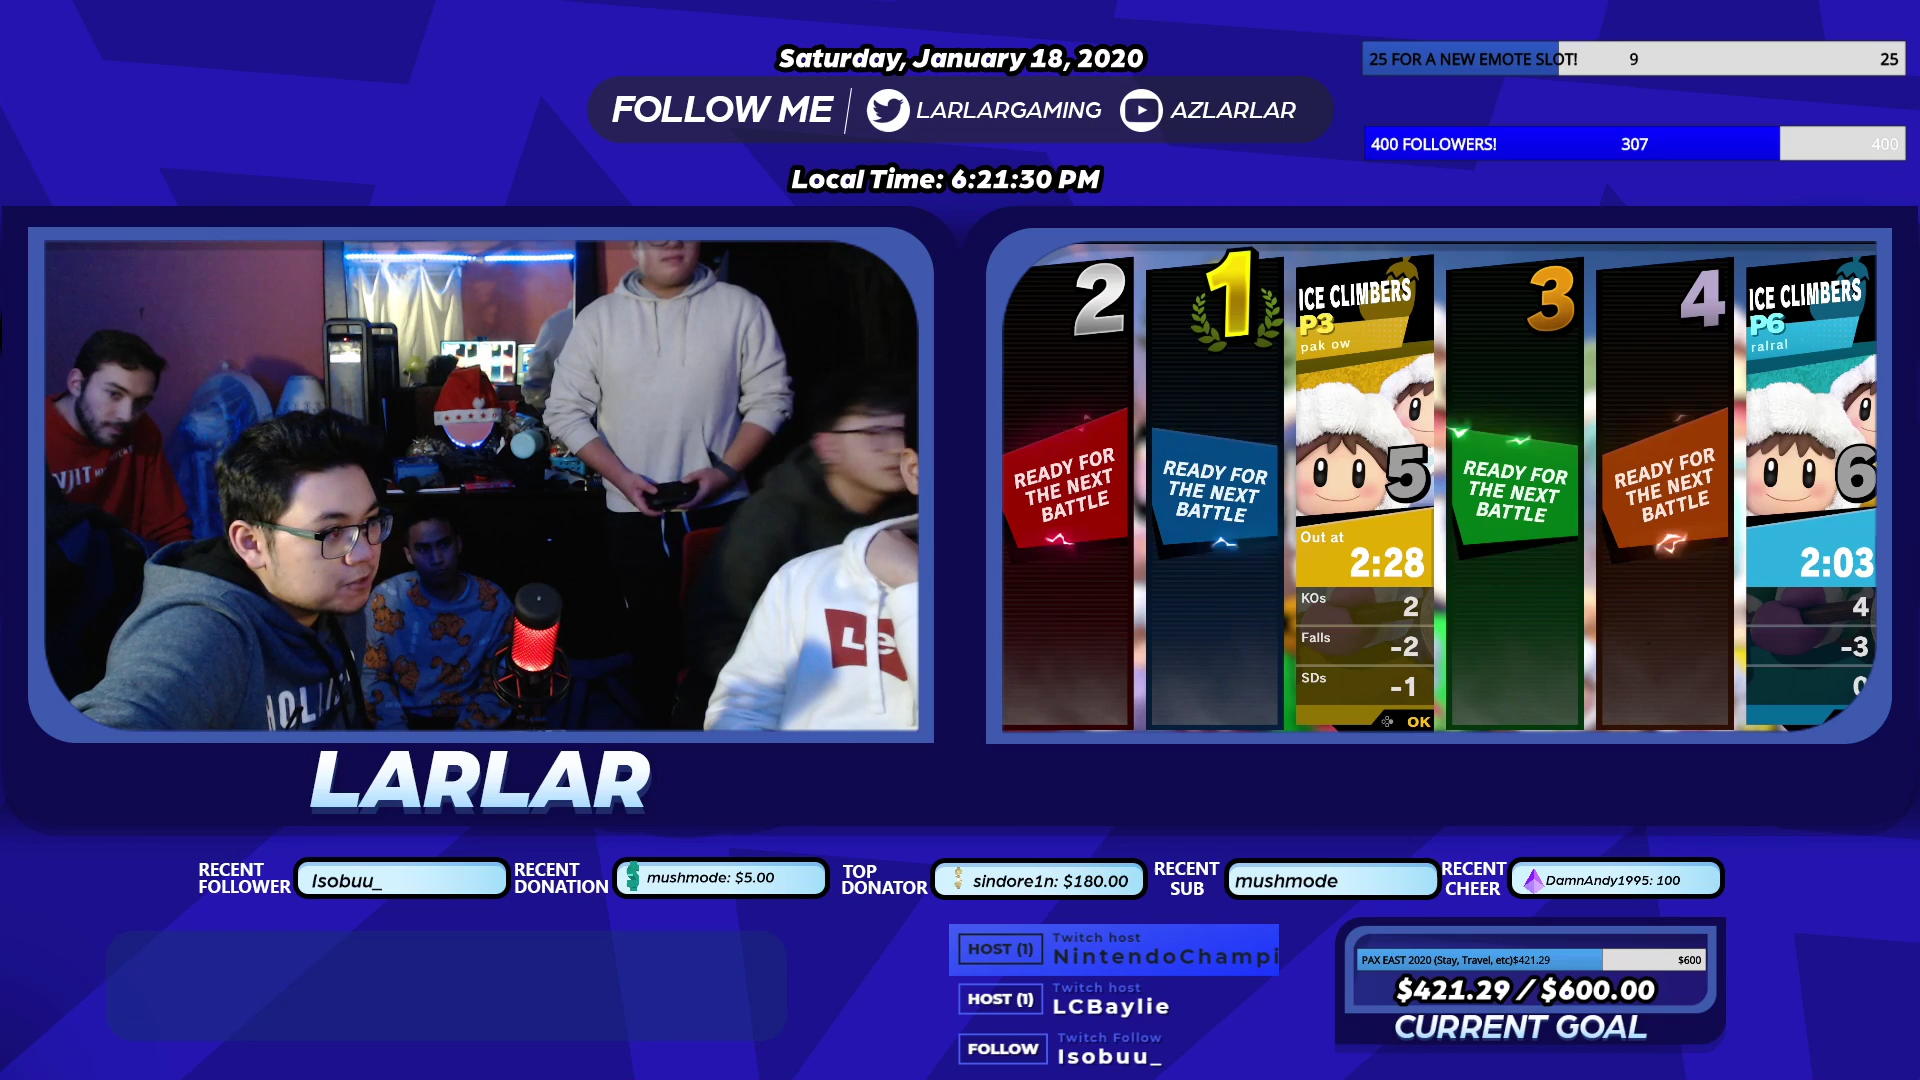 Saturday, January 18, 2020
FOLLOW ME
LARLARGAMING
AZLARLAR
Local Time: 6:21:30 PM
25 FOR A NEW EMOTE SLOT! 9 25
400 FOLLOWERS! 307 400
2
READY FOR
THE NEXT
BATTLE
1
READY FOR
THE NEXT
BATTLE
ICE CLIMBERS
P3
pak ow
5
Out at
2:28
KOs 2
Falls -2
SDs -1
OK
3
READY FOR
THE NEXT
BATTLE
4
READY FOR
THE NEXT
BATTLE
ICE CLIMBERS
P6
ralral
6
2:03
4
-3
0
LARLAR
RECENT
FOLLOWER
Isobuu_
RECENT
DONATION
mushmode: $5.00
TOP
DONATOR
sindore1n: $180.00
RECENT
SUB
mushmode
RECENT
CHEER
DamnAndy1995: 100
HOST (1)
Twitch host
NintendoChampi
HOST (1)
Twitch host
LCBaylie
FOLLOW
Twitch Follow
Isobuu_
PAX EAST 2020 (Stay, Travel, etc)$421.29 $600
$421.29 / $600.00
CURRENT GOAL